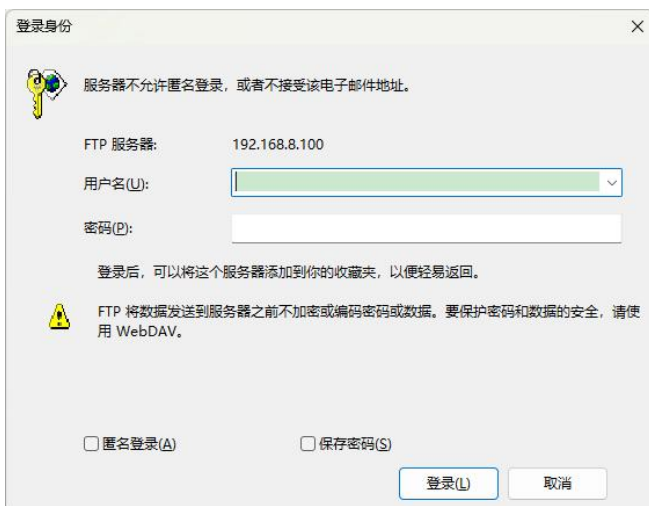 登录身份
服务器不允许匿名登录，或者不接受该电子邮件地址。
FTP 服务器: 192.168.8.100
用户名(U):
密码(P):
登录后，可以将这个服务器添加到你的收藏夹，以便轻易返回。
FTP 将数据发送到服务器之前不加密或编码密码或数据。要保护密码和数据的安全，请使
用 WebDAV。
匿名登录(A) 保存密码(S)
登录(L) 取消